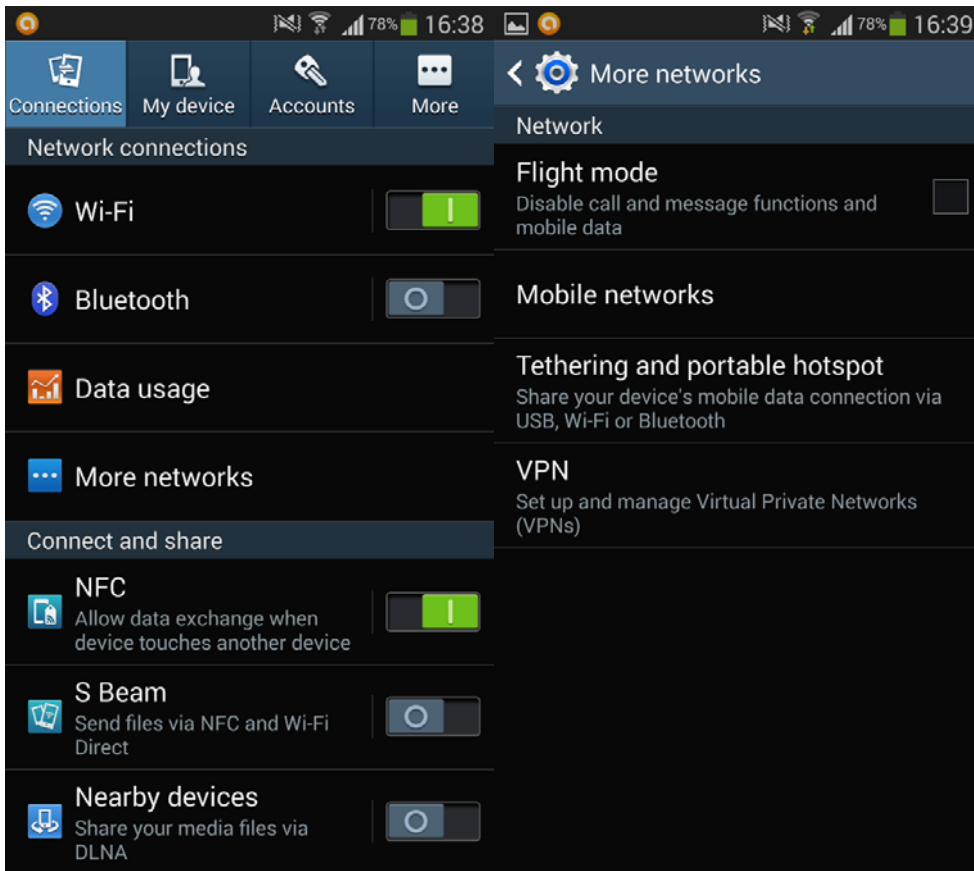 78% 16:38
Connections My device Accounts More
Network connections
Wi-Fi
Bluetooth
Data usage
More networks
Connect and share
NFC
Allow data exchange when
device touches another device
S Beam
Send files via NFC and Wi-Fi
Direct
Nearby devices
Share your media files via
DLNA
78% 16:39
More networks
Network
Flight mode
Disable call and message functions and
mobile data
Mobile networks
Tethering and portable hotspot
Share your device's mobile data connection via
USB, Wi-Fi or Bluetooth
VPN
Set up and manage Virtual Private Networks
(VPNs)